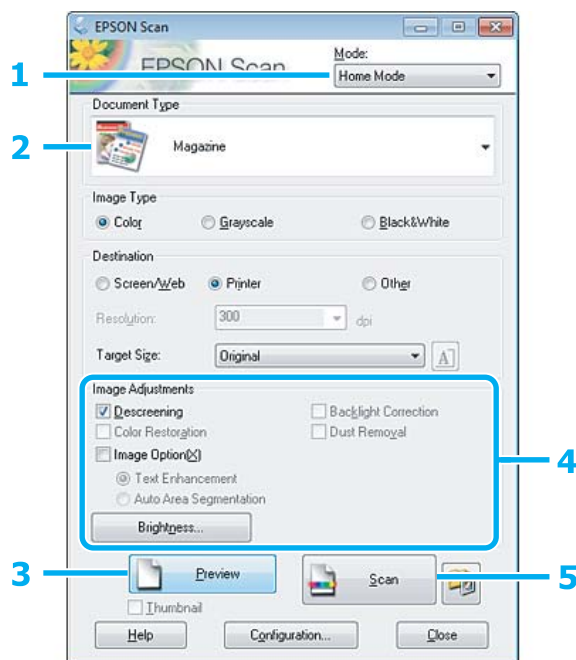 EPSON Scan
EPSON Scan
Mode:
1
Home Mode
Document Type
2
Magazine
Image Type
Color Grayscale Black&White
Destination
Screen/Web Printer Other
Resolution: 300 dpi
Target Size: Original A
Image Adjustments
Descreening Backlight Correction
Color Restoration Dust Removal
Image Option(X)
4
Text Enhancement
Auto Area Segmentation
Brightness...
3 Preview Scan 5
Thumbnail
Help Configuration... Close